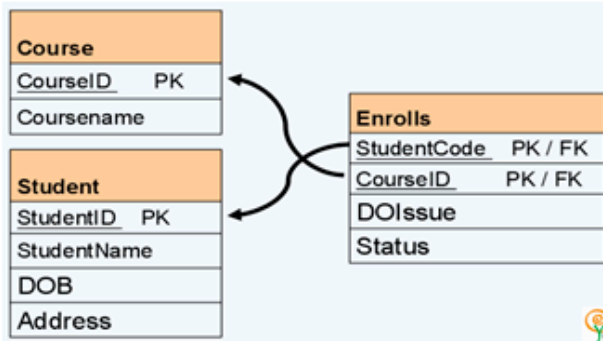 Course
CourseID PK
Coursename
Student
StudentID PK
StudentName
DOB
Address
Enrolls
StudentCode PK / FK
CourseID PK / FK
DOIssue
Status